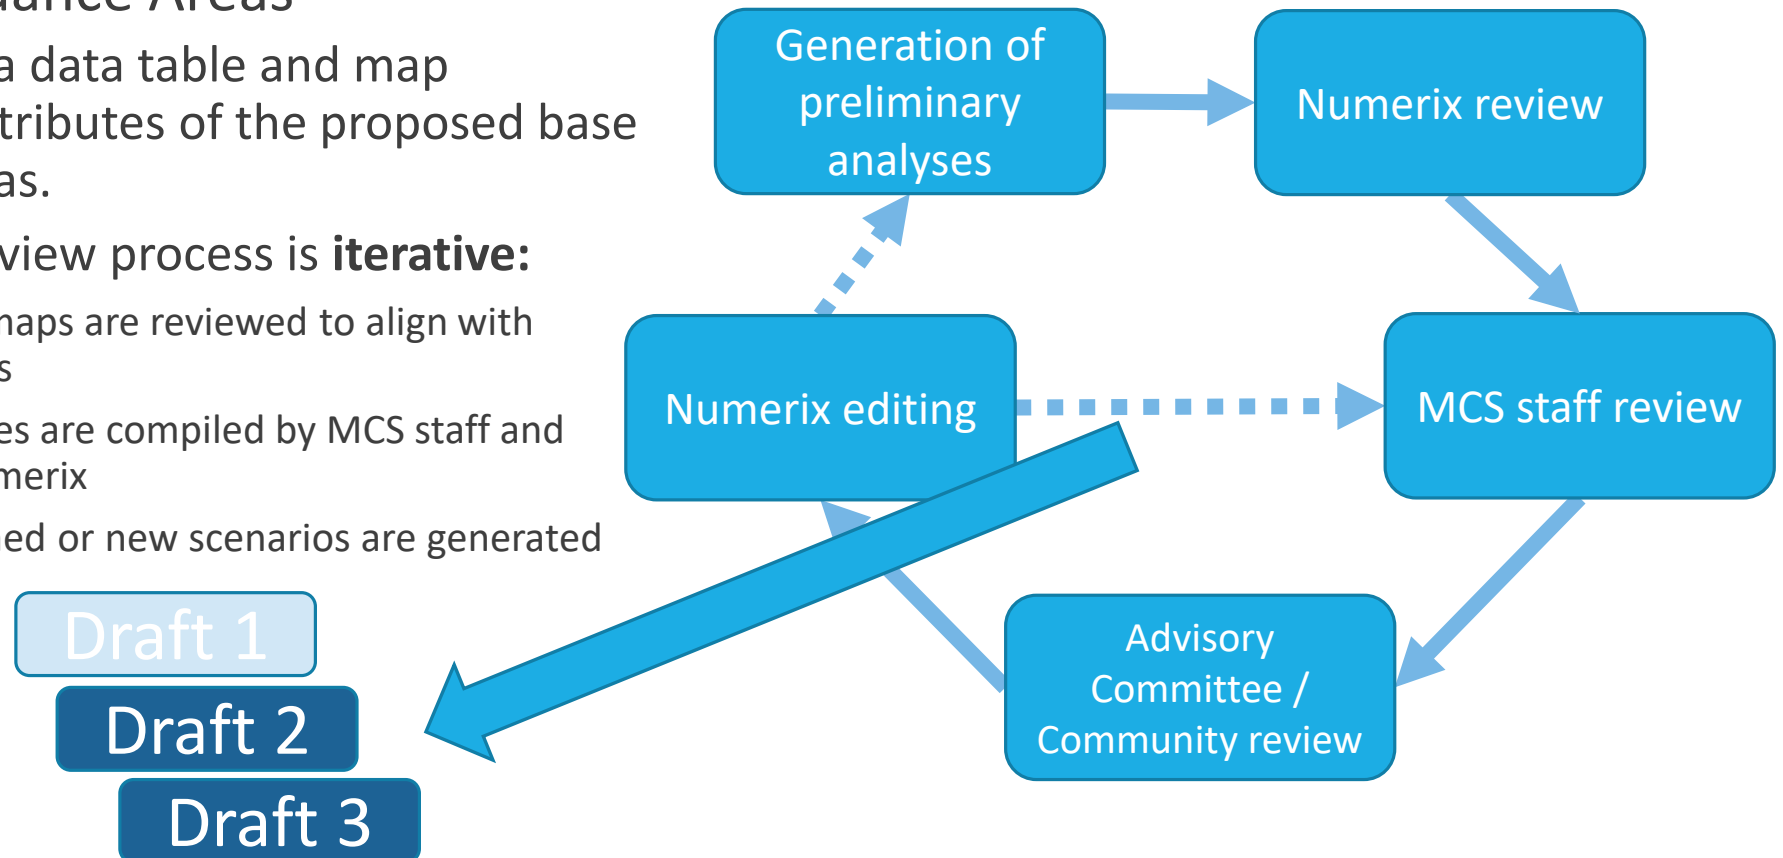 a data table and map
tributes of the proposed base
as.
view process is iterative:
maps are reviewed to align with
s
es are compiled by MCS staff and
merix
ned or new scenarios are generated
Draft 1
Draft 2
Draft 3
Generation of
preliminary
analyses
Numerix review
Numerix editing
MCS staff review
Advisory
Committee /
Community review